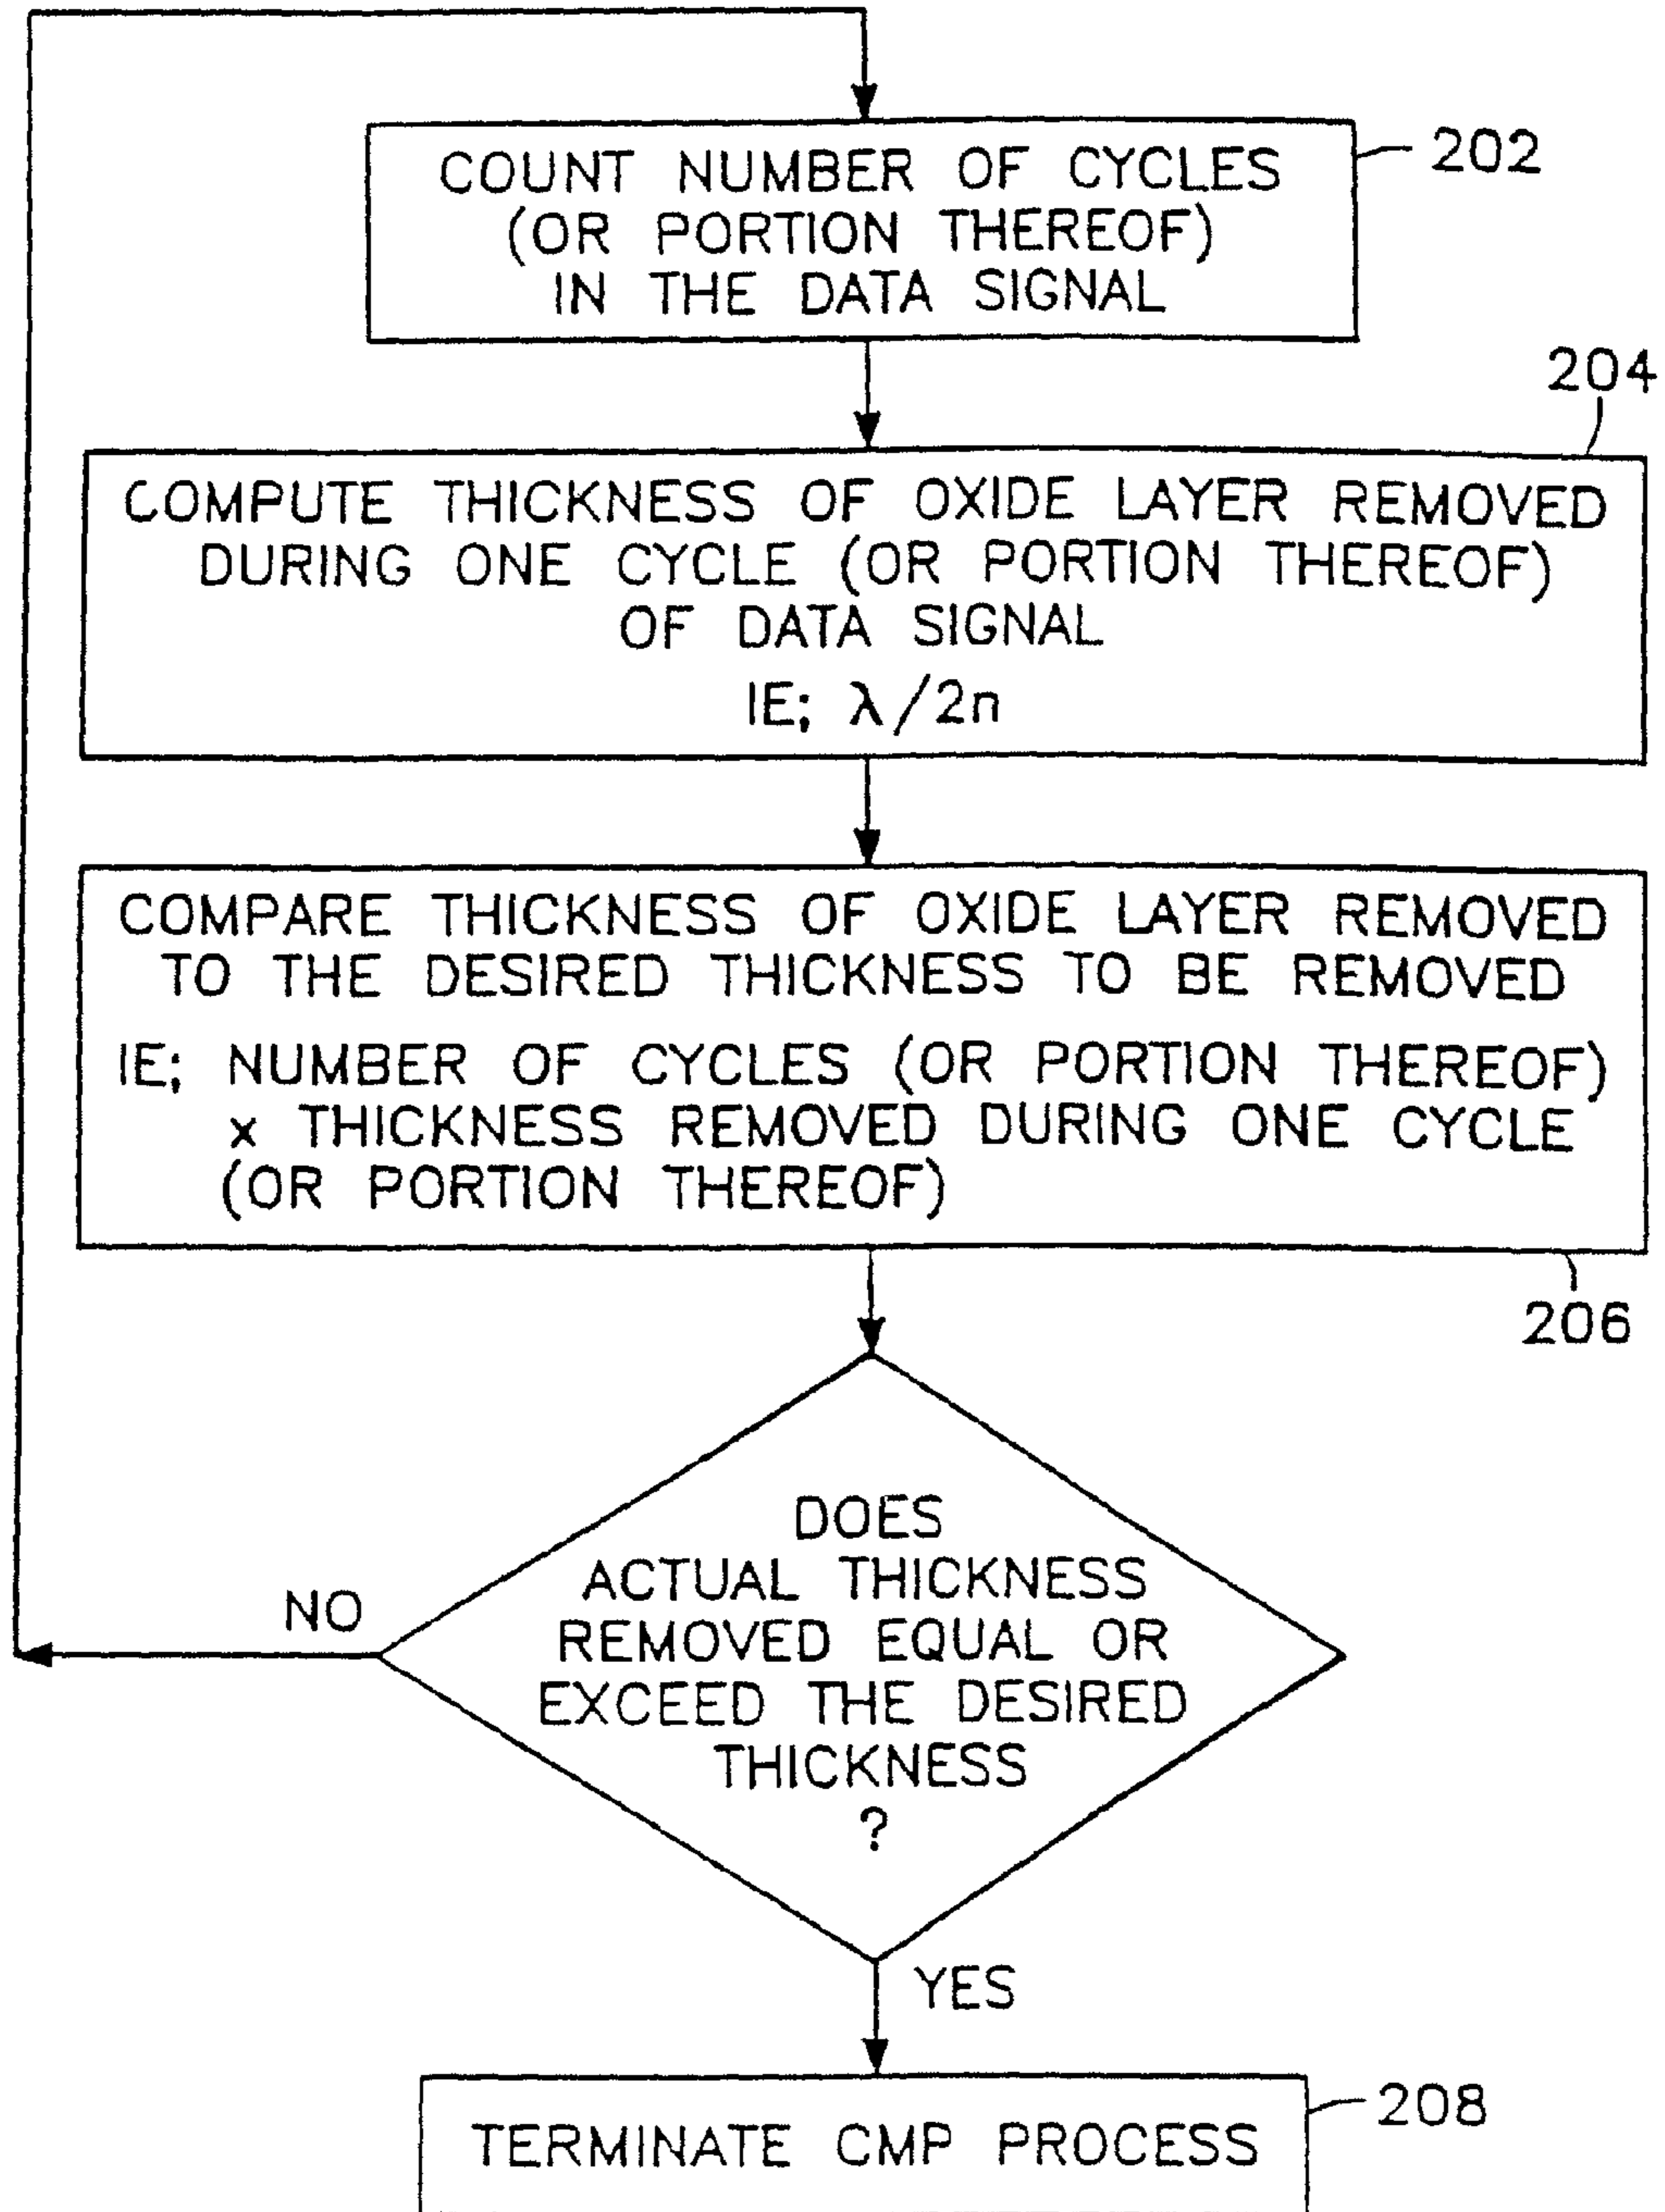 COUNT NUMBER OF CYCLES
(OR PORTION THEREOF)
IN THE DATA SIGNAL
202
204
COMPUTE THICKNESS OF OXIDE LAYER REMOVED
DURING ONE CYCLE (OR PORTION THEREOF)
OF DATA SIGNAL
IE; λ/2n
COMPARE THICKNESS OF OXIDE LAYER REMOVED
TO THE DESIRED THICKNESS TO BE REMOVED
IE; NUMBER OF CYCLES (OR PORTION THEREOF)
x THICKNESS REMOVED DURING ONE CYCLE
(OR PORTION THEREOF)
206
DOES
ACTUAL THICKNESS
REMOVED EQUAL OR
EXCEED THE DESIRED
THICKNESS
?
NO
YES
208
TERMINATE CMP PROCESS